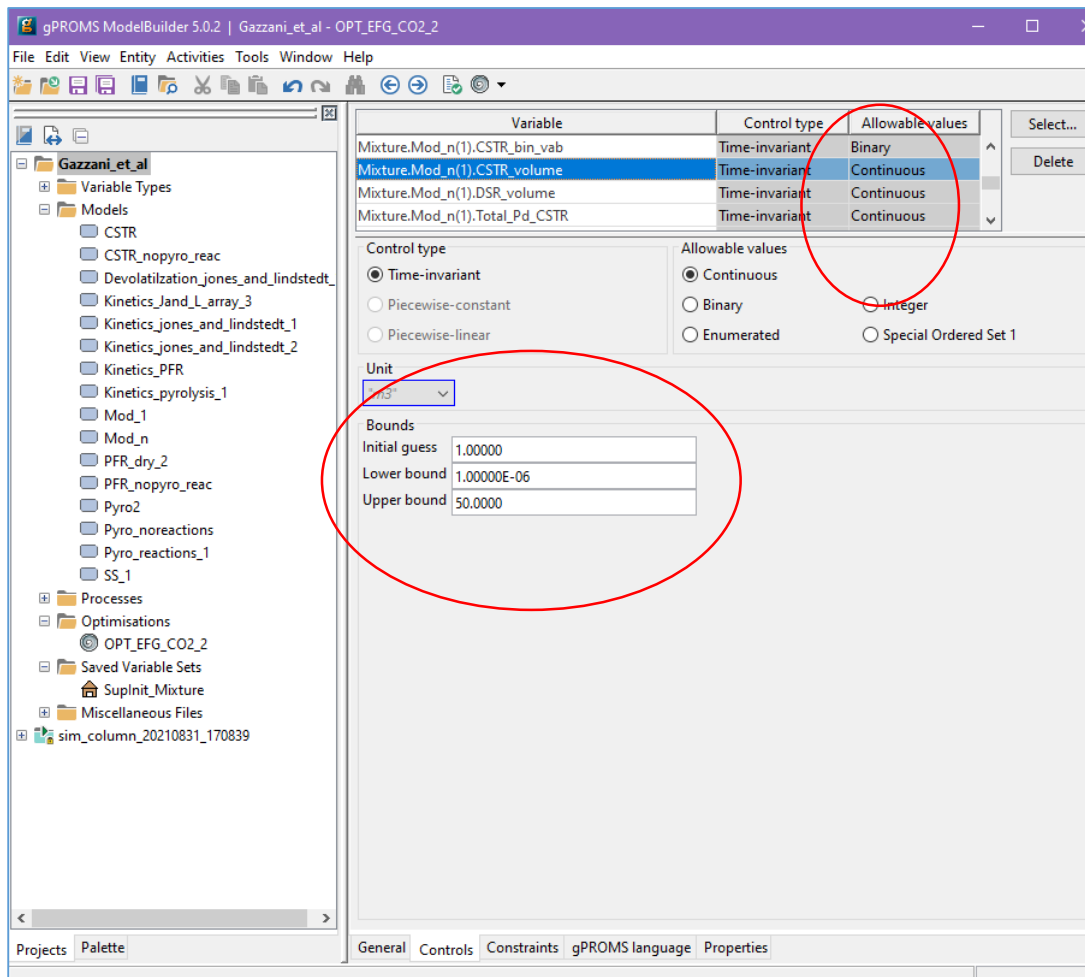 gPROMS ModelBuilder 5.0.2 | Gazzani_et_al - OPT_EFG_CO2_2
File Edit View Entity Activities Tools Window Help
Gazzani_et_al
Variable Types
Models
CSTR
CSTR_nopyro_reac
Devolatilzation_jones_and_lindstedt_
Kinetics_Jand_L_array_3
Kinetics_jones_and_lindstedt_1
Kinetics_jones_and_lindstedt_2
Kinetics_PFR
Kinetics_pyrolysis_1
Mod_1
Mod_n
PFR_dry_2
PFR_nopyro_reac
Pyro2
Pyro_noreactions
Pyro_reactions_1
SS_1
Processes
Optimisations
OPT_EFG_CO2_2
Saved Variable Sets
SupInit_Mixture
Miscellaneous Files
sim_column_20210831_170839
Projects Palette
Variable Control type Allowable values
Mixture.Mod_n(1).CSTR_bin_vab Time-invariant Binary
Mixture.Mod_n(1).CSTR_volume Time-invariant Continuous
Mixture.Mod_n(1).DSR_volume Time-invariant Continuous
Mixture.Mod_n(1).Total_Pd_CSTR Time-invariant Continuous
Select...
Delete
Control type
Time-invariant
Piecewise-constant
Piecewise-linear
Allowable values
Continuous
Binary Integer
Enumerated Special Ordered Set 1
Unit
"m3"
Bounds
Initial guess 1.00000
Lower bound 1.00000E-06
Upper bound 50.0000
General Controls Constraints gPROMS language Properties